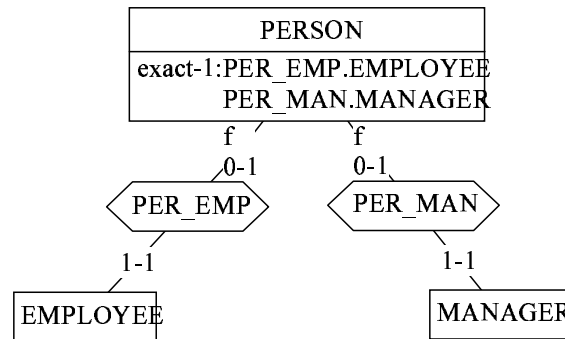 PERSON
exact-1:PER_EMP.EMPLOYEE
PER_MAN.MANAGER
f f
0-1 0-1
PER_EMP PER_MAN
1-1 1-1
EMPLOYEE MANAGER